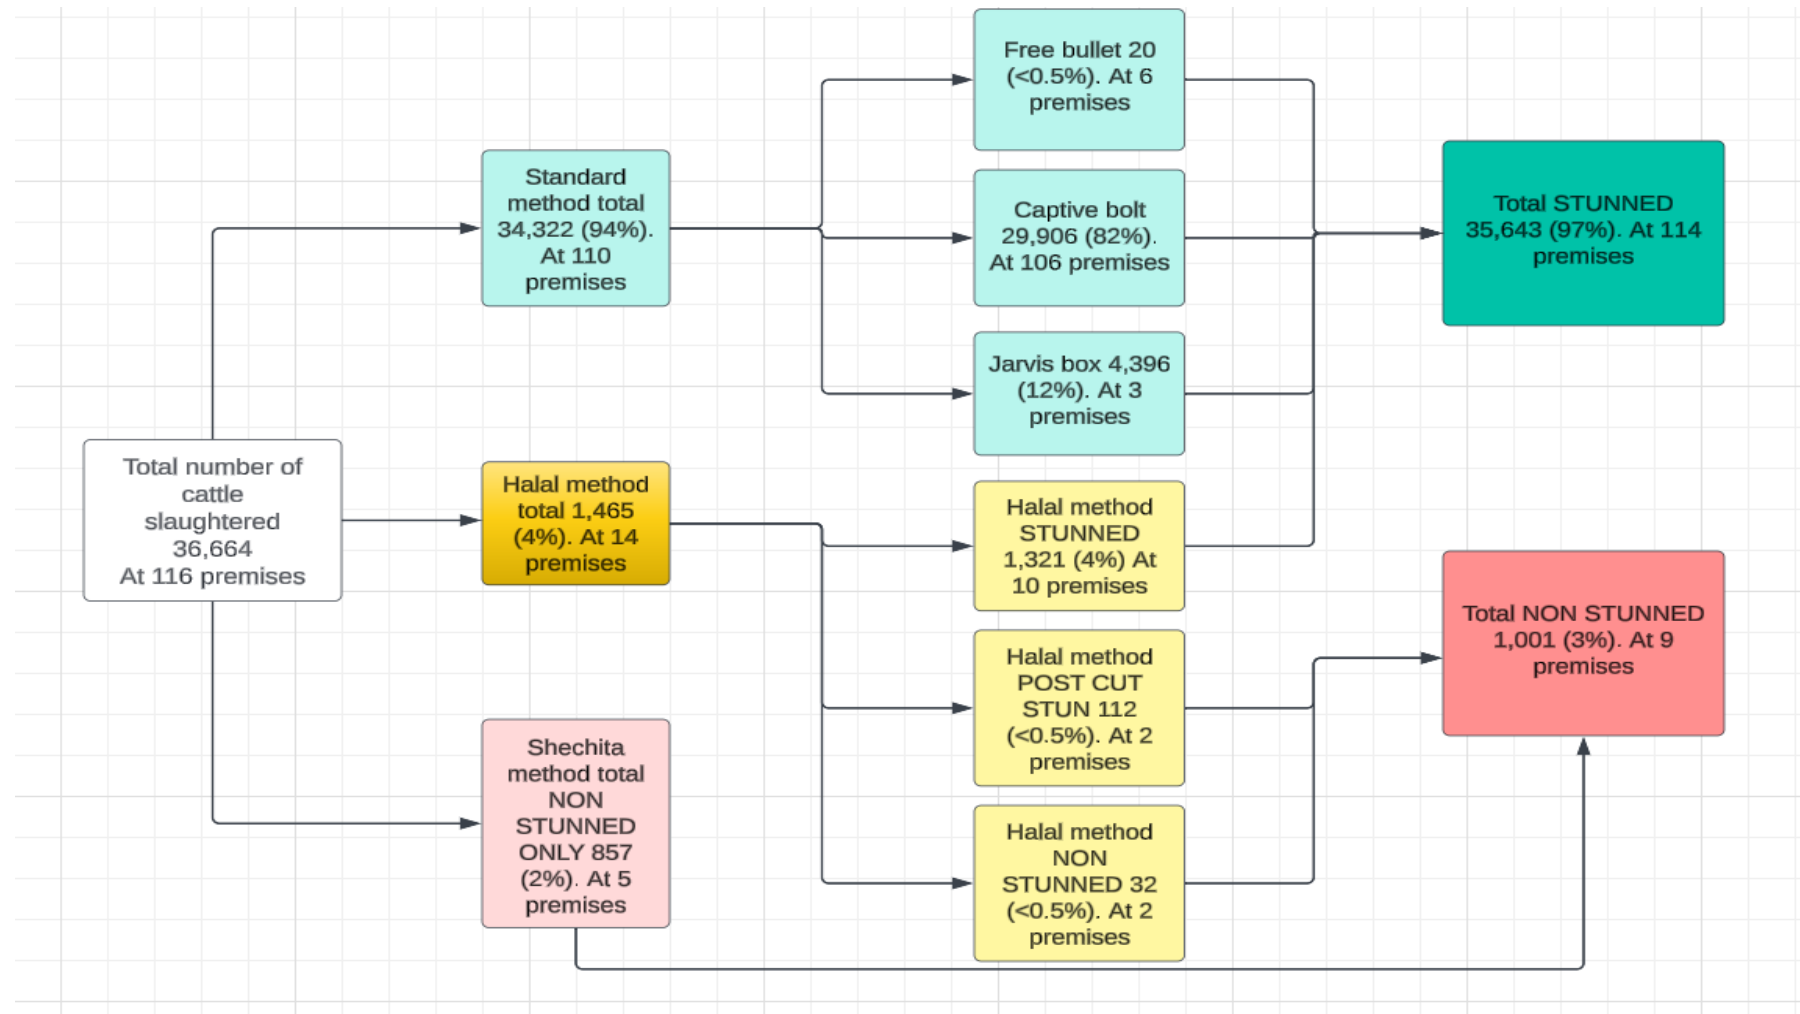 Total number of
cattle
slaughtered
36,664
At 116 premises
Standard
method total
34,322 (94%).
At 110
premises
Halal method
total 1,465
(4%). At 14
premises
Shechita
method total
NON
STUNNED
ONLY 857
(2%). At 5
premises
Free bullet 20
(<0.5%). At 6
premises
Captive bolt
29,906 (82%).
At 106 premises
Jarvis box 4,396
(12%). At 3
premises
Halal method
STUNNED
1,321 (4%) At
10 premises
Halal method
POST CUT
STUN 112
(<0.5%). At 2
premises
Halal method
NON
STUNNED 32
(<0.5%). At 2
premises
Total STUNNED
35,643 (97%). At 114
premises
Total NON STUNNED
1,001 (3%). At 9
premises